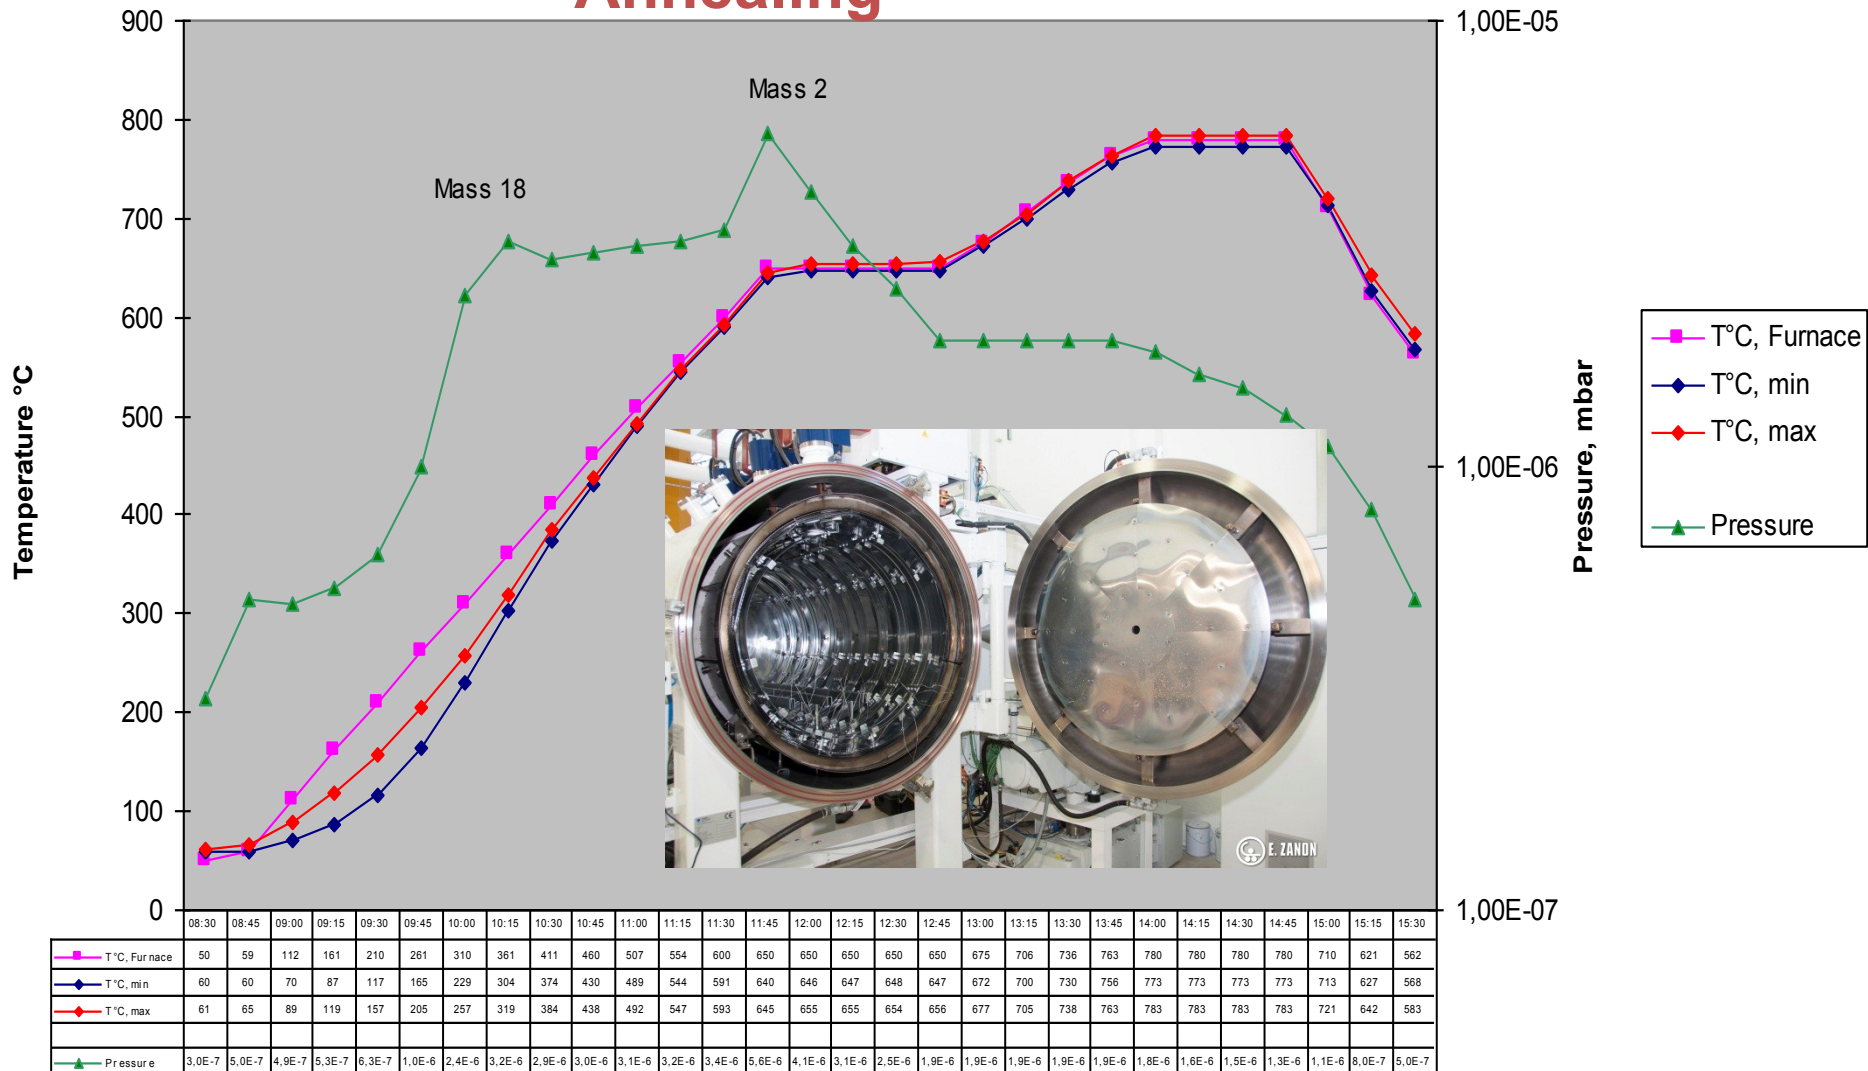 Annealing
900
800
700
600
500
400
300
200
100
0
Temperature °C
Mass 18
Mass 2
1,00E-05
1,00E-06
1,00E-07
Pressure, mbar
T°C, Furnace
T°C, min
T°C, max
Pressure
E. ZANON
08:30 08:45 09:00 09:15 09:30 09:45 10:00 10:15 10:30 10:45 11:00 11:15 11:30 11:45 12:00 12:15 12:30 12:45 13:00 13:15 13:30 13:45 14:00 14:15 14:30 14:45 15:00 15:15 15:30
T°C, Furnace 50 59 112 161 210 261 310 361 411 460 507 554 600 650 650 650 650 650 675 706 736 763 780 780 780 780 710 621 562
T°C, min 60 60 70 87 117 165 229 304 374 430 489 544 591 640 646 647 648 647 672 700 730 756 773 773 773 773 713 627 568
T°C, max 61 65 89 119 157 205 257 319 384 438 492 547 593 645 655 655 654 656 677 705 738 763 783 783 783 783 721 642 583
Pressure 3,0E-7 5,0E-7 4,9E-7 5,3E-7 6,3E-7 1,0E-6 2,4E-6 3,2E-6 2,9E-6 3,0E-6 3,1E-6 3,2E-6 3,4E-6 5,6E-6 4,1E-6 3,1E-6 2,5E-6 1,9E-6 1,9E-6 1,9E-6 1,9E-6 1,9E-6 1,8E-6 1,6E-6 1,5E-6 1,3E-6 1,1E-6 8,0E-7 5,0E-7